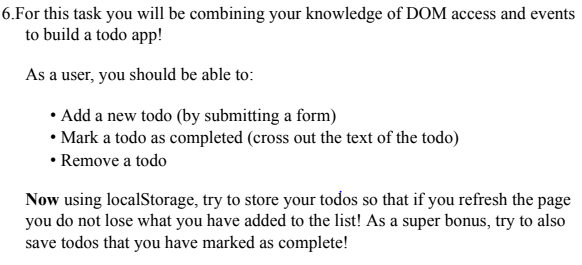 6.For this task you will be combining your knowledge of DOM access and events
to build a todo app!
As a user, you should be able to:
• Add a new todo (by submitting a form)
• Mark a todo as completed (cross out the text of the todo)
• Remove a todo
Now using localStorage, try to store your todos so that if you refresh the page
you do not lose what you have added to the list! As a super bonus, try to also
save todos that you have marked as complete!